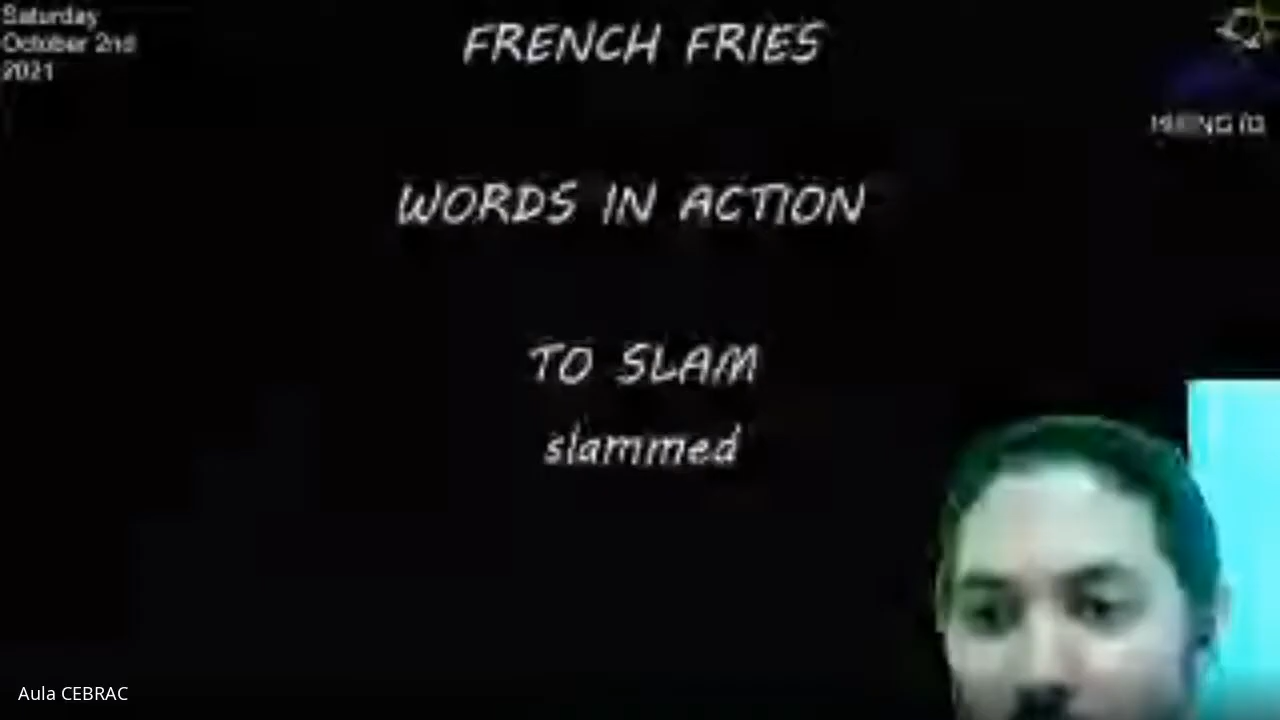 Saturday
October 2nd
2021
FRENCH FRIES
WORDS IN ACTION
TO SLAM
slammed
Aula CEBRAC